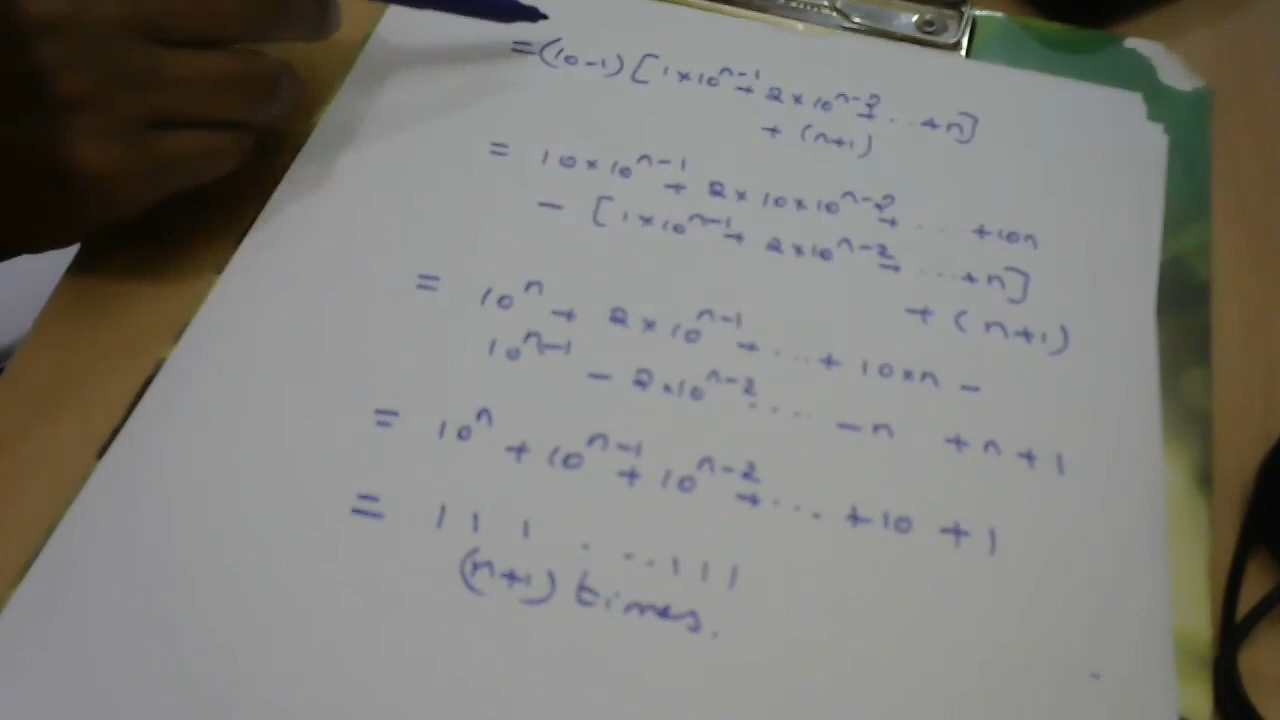 =(10-1)[1×10^{n-1}+2×10^{n-2}+...+n]
+(n+1)
= 10×10^{n-1}+2×10×10^{n-2}+...+10n
-[1×10^{n-1}+2×10^{n-2}+...+n]
+(n+1)
= 10^n+2×10^{n-1}+...+10×n-
10^{n-1}-2×10^{n-2}....-n+n+1
= 10^n+10^{n-1}+10^{n-2}+...+10+1
= 111...111
(n+1) times.